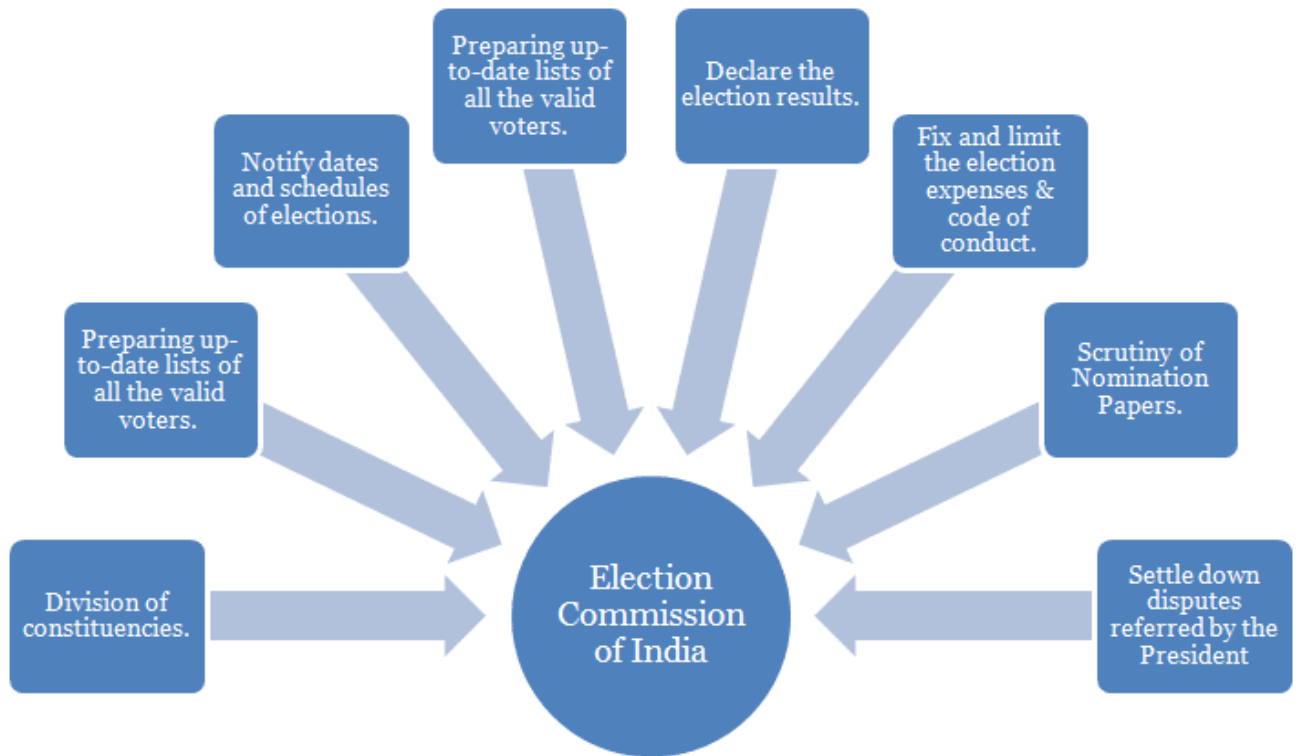 Division of
constituencies.
Preparing up-
to-date lists of
all the valid
voters.
Notify dates
and schedules
of elections.
Preparing up-
to-date lists of
all the valid
voters.
Declare the
election results.
Fix and limit
the election
expenses &
code of
conduct.
Scrutiny of
Nomination
Papers.
Settle down
disputes
referred by the
President
Election
Commission
of India